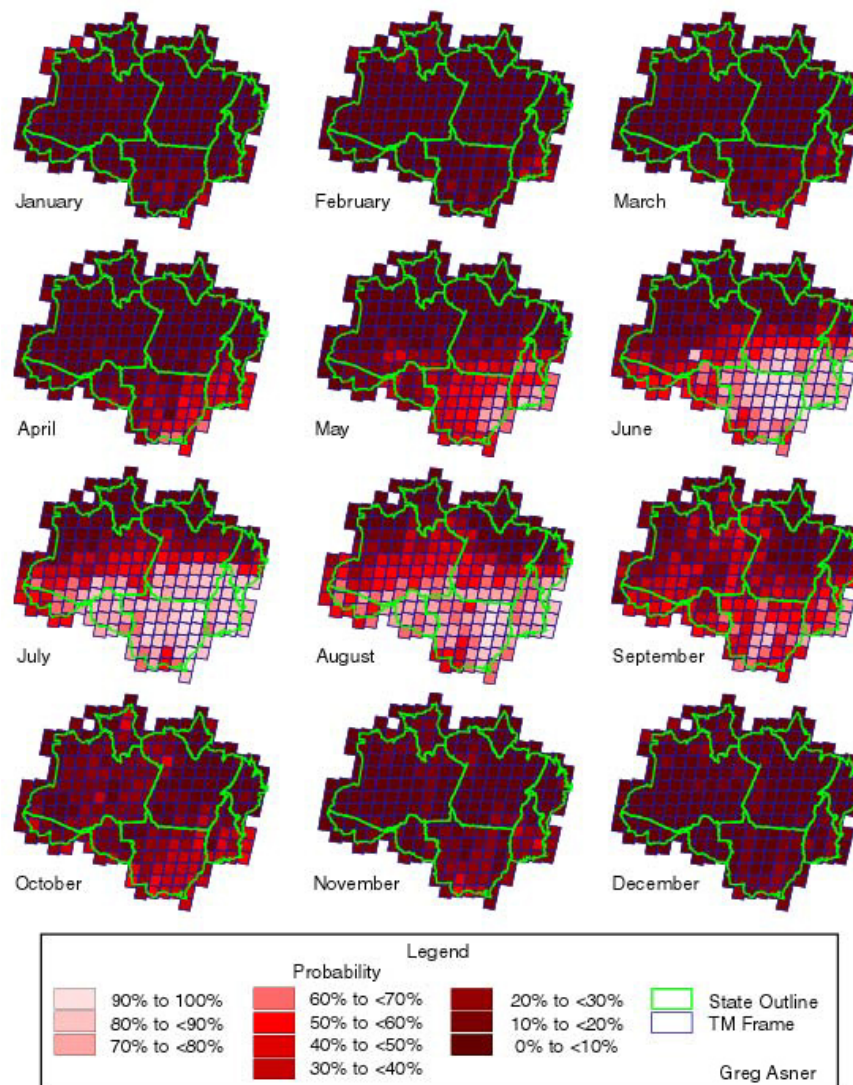 January
February
March
April
May
June
July
August
September
October
November
December
Legend
Probability
90% to 100%
80% to <90%
70% to <80%
60% to <70%
50% to <60%
40% to <50%
30% to <40%
20% to <30%
10% to <20%
0% to <10%
State Outline
TM Frame
Greg Asner